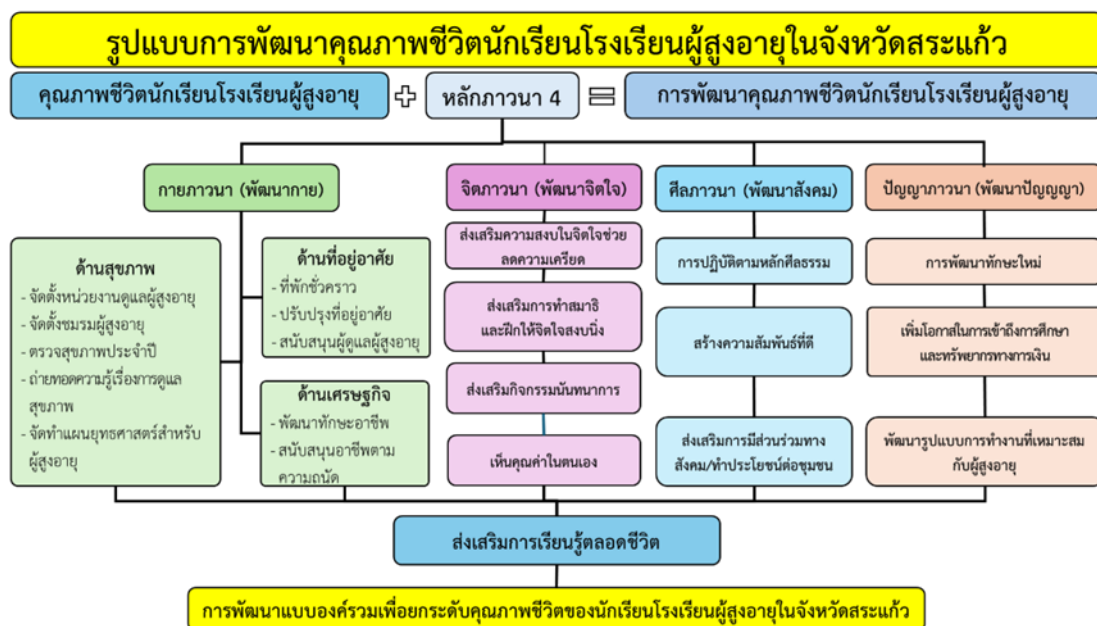 รูปแบบการพัฒนาคุณภาพชีวิตนักเรียนโรงเรียนผู้สูงอายุในจังหวัดสระแก้ว
คุณภาพชีวิตนักเรียนโรงเรียนผู้สูงอายุ
หลักภาวนา 4
การพัฒนาคุณภาพชีวิตนักเรียนโรงเรียนผู้สูงอายุ
กายภาวนา (พัฒนากาย)
ด้านสุขภาพ
- จัดตั้งหน่วยงานดูแลผู้สูงอายุ
- จัดตั้งชมรมผู้สูงอายุ
- ตรวจสุขภาพประจำปี
- ถ่ายทอดความรู้เรื่องการดูแล
สุขภาพ
- จัดทำแผนยุทธศาสตร์สำหรับ
ผู้สูงอายุ
ด้านที่อยู่อาศัย
- ที่พักชั่วคราว
- ปรับปรุงที่อยู่อาศัย
- สนับสนุนผู้ดูแลผู้สูงอายุ
ด้านเศรษฐกิจ
- พัฒนาทักษะอาชีพ
- สนับสนุนอาชีพตาม
ความถนัด
จิตภาวนา (พัฒนาจิตใจ)
ส่งเสริมความสงบในจิตใจช่วย
ลดความเครียด
ส่งเสริมการทำสมาธิ
และฝึกให้จิตใจสงบนิ่ง
ส่งเสริมกิจกรรมนันทนาการ
เห็นคุณค่าในตนเอง
ศีลภาวนา (พัฒนาสังคม)
การปฏิบัติตามหลักศีลธรรม
สร้างความสัมพันธ์ที่ดี
ส่งเสริมการมีส่วนร่วมทาง
สังคม/ทำประโยชน์ต่อชุมชน
ปัญญาภาวนา (พัฒนาปัญญา)
การพัฒนาทักษะใหม่
เพิ่มโอกาสในการเข้าถึงการศึกษา
และทรัพยากรทางการเงิน
พัฒนารูปแบบการทำงานที่เหมาะสม
กับผู้สูงอายุ
ส่งเสริมการเรียนรู้ตลอดชีวิต
การพัฒนาแบบองค์รวมเพื่อยกระดับคุณภาพชีวิตของนักเรียนโรงเรียนผู้สูงอายุในจังหวัดสระแก้ว